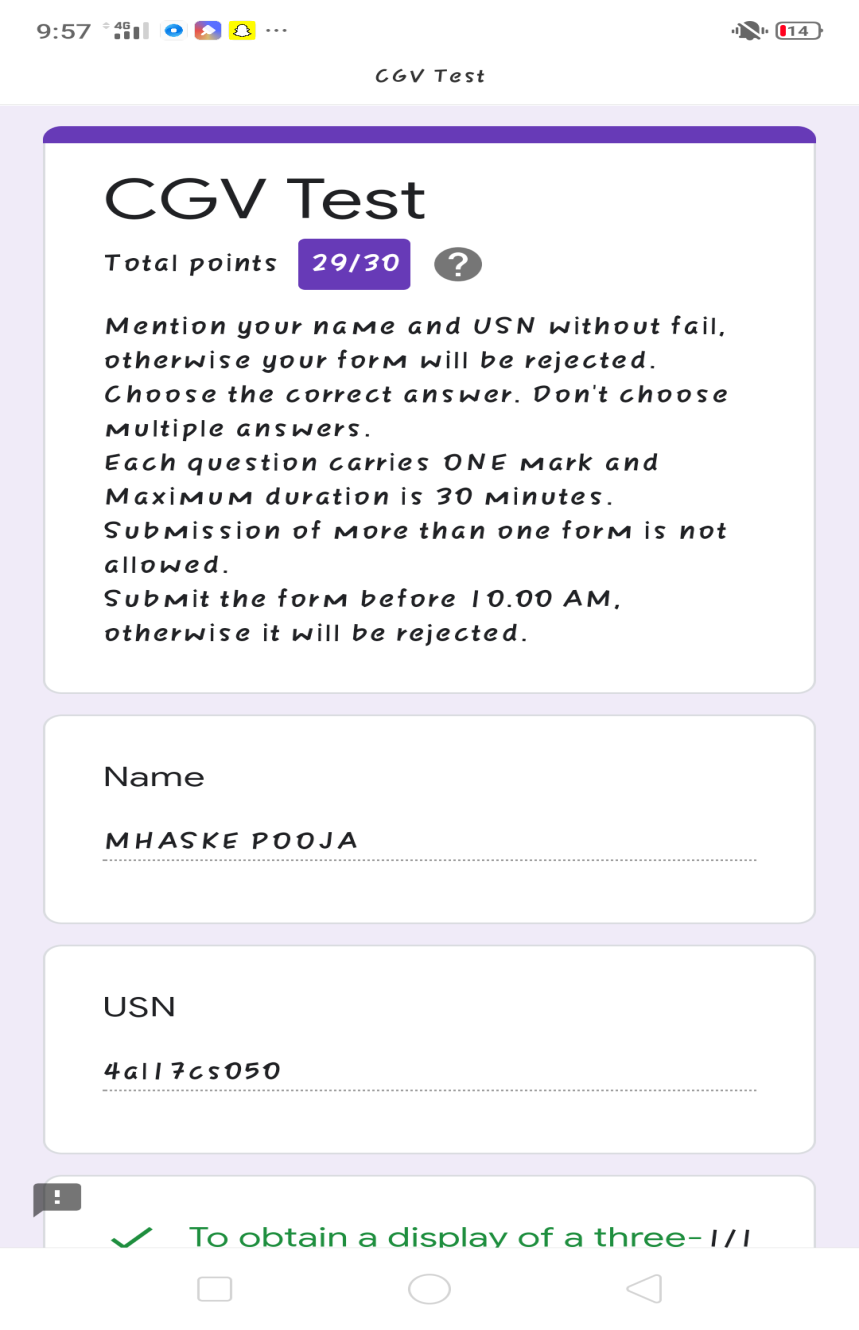 9:57 4G 14
CGV Test
CGV Test
Total points 29/30 ?
Mention your name and USN without fail,
otherwise your form will be rejected.
Choose the correct answer. Don't choose
multiple answers.
Each question carries ONE mark and
Maximum duration is 30 minutes.
Submission of more than one form is not
allowed.
Submit the form before 10.00 AM,
otherwise it will be rejected.
Name
MHASKE POOJA
USN
4al17cs050
To obtain a display of a three- 1/1